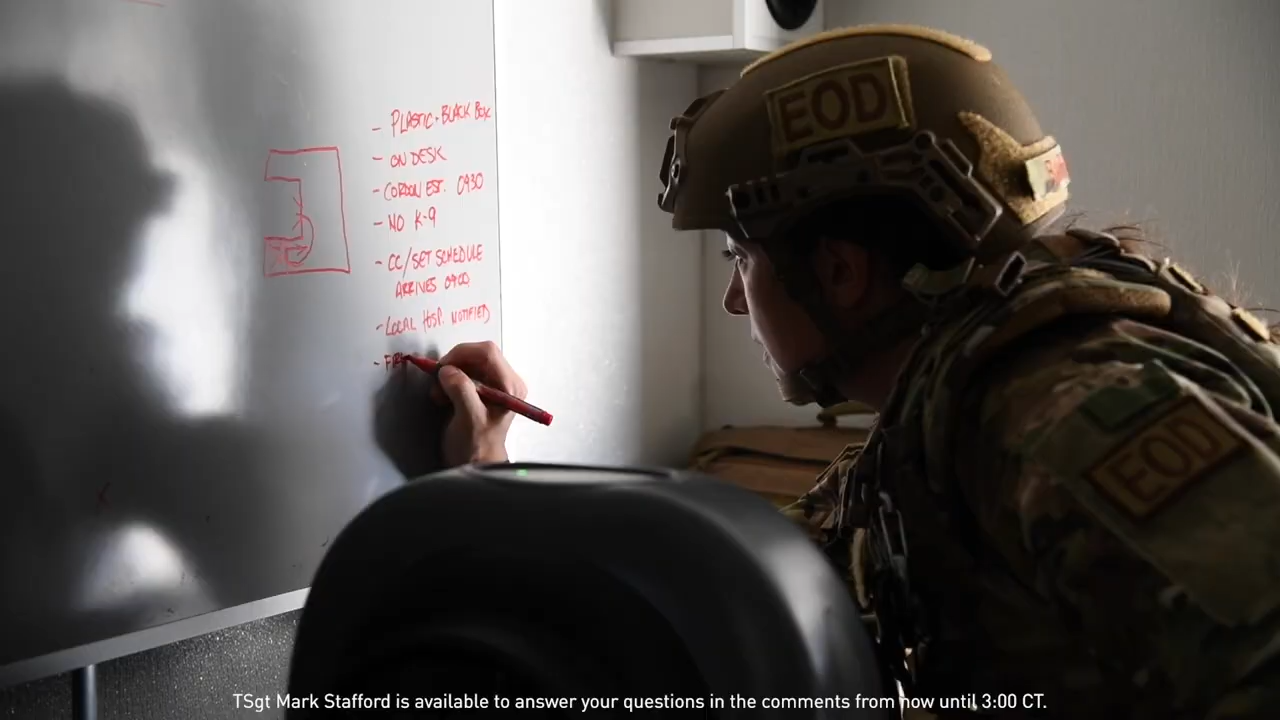 - PLASTIC - BLACK BOX
- ON DESK
- CORDON EST. 0930
- NO K-9
- CC/SET SCHEDULE
ARRIVES 0900
- LOCAL HOSP. NOTIFIED
- FIRE
EOD
EOD
TSgt Mark Stafford is available to answer your questions in the comments from now until 3:00 CT.